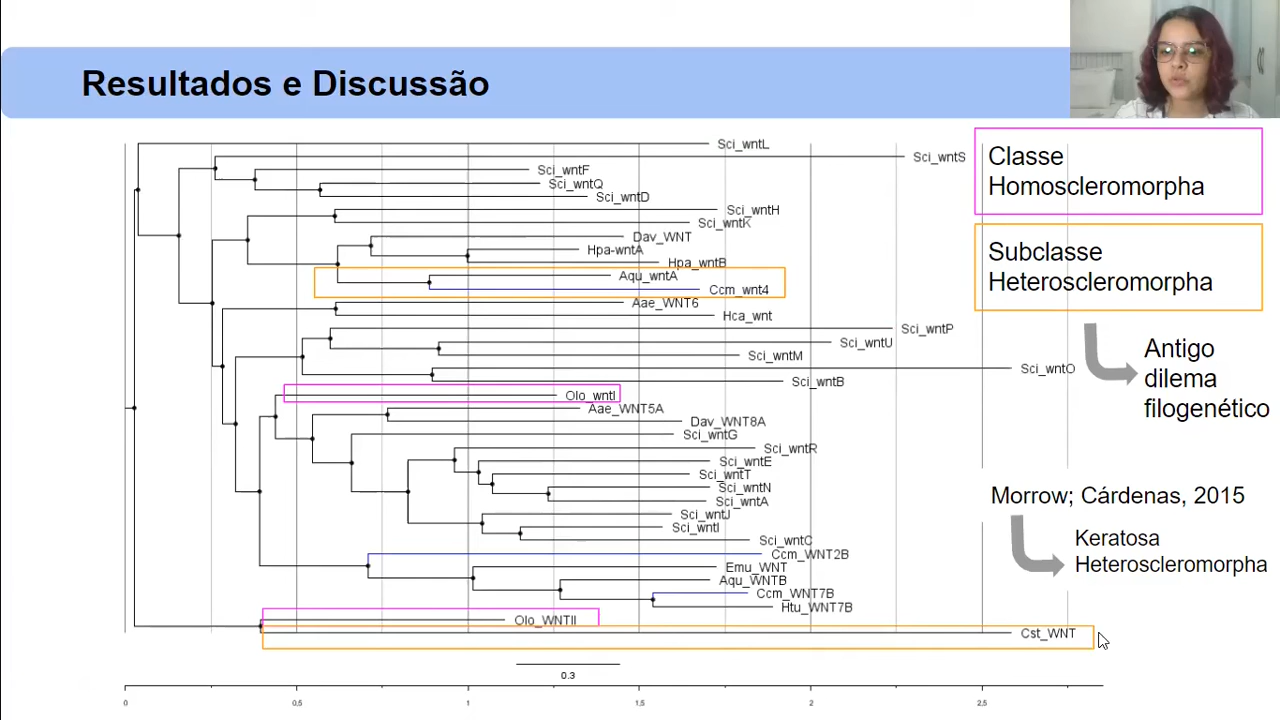 Resultados e Discussão
Sci_wntL
Sci_wntS
Sci_wntF
Sci_wntQ
Sci_wntD
Sci_wntH
Sci_wntK
Dav_WNT
Hpa-wntA
Hpa_wntB
Aqu_wntA
Ccm_wnt4
Aae_WNT6
Hca_wnt
Sci_wntP
Sci_wntU
Sci_wntM
Sci_wntO
Sci_wntB
Olo_wntI
Aae_WNT5A
Dav_WNT8A
Sci_wntG
Sci_wntR
Sci_wntE
Sci_wntT
Sci_wntN
Sci_wntA
Sci_wntJ
Sci_wntI
Sci_wntC
Ccm_WNT2B
Emu_WNT
Aqu_WNTB
Ccm_WNT7B
Htu_WNT7B
Olo_WNTII
Cst_WNT
0.3
0
0,5
1
1,5
2
2,5
Classe
Homoscleromorpha
Subclasse
Heteroscleromorpha
Antigo
dilema
filogenético
Morrow; Cárdenas, 2015
Keratosa
Heteroscleromorpha